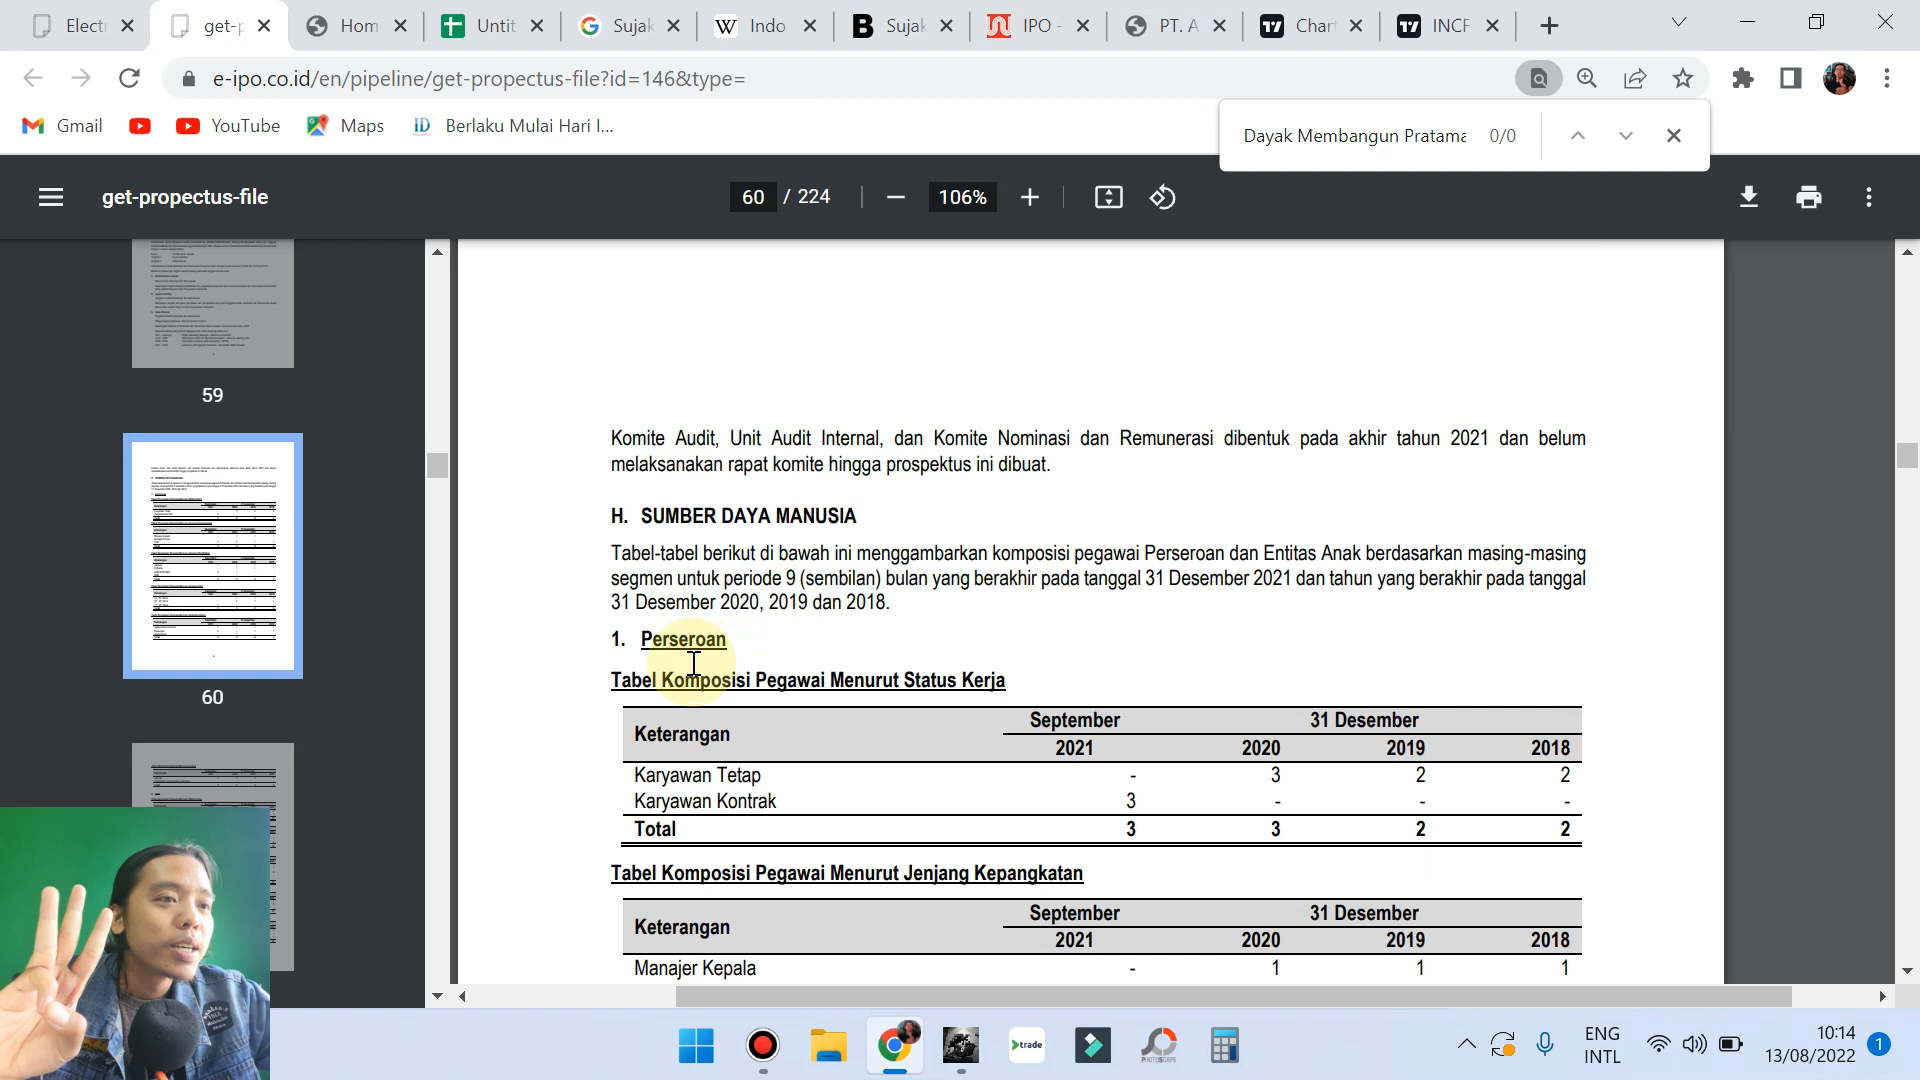 Electr
get-p
Hom
Untit
Sujak
Indo
Sujak
IPO -
PT. A
Chart
INCF
e-ipo.co.id/en/pipeline/get-propectus-file?id=146&type=
Gmail
YouTube
Maps
Berlaku Mulai Hari I...
Dayak Membangun Pratama
0/0
get-propectus-file
60 / 224
106%
59
60
Komite Audit, Unit Audit Internal, dan Komite Nominasi dan Remunerasi dibentuk pada akhir tahun 2021 dan belum
melaksanakan rapat komite hingga prospektus ini dibuat.
H. SUMBER DAYA MANUSIA
Tabel-tabel berikut di bawah ini menggambarkan komposisi pegawai Perseroan dan Entitas Anak berdasarkan masing-masing
segmen untuk periode 9 (sembilan) bulan yang berakhir pada tanggal 31 Desember 2021 dan tahun yang berakhir pada tanggal
31 Desember 2020, 2019 dan 2018.
1. Perseroan
Tabel Komposisi Pegawai Menurut Status Kerja
Keterangan September 31 Desember
2021 2020 2019 2018
Karyawan Tetap - 3 2 2
Karyawan Kontrak 3 - - -
Total 3 3 2 2
Tabel Komposisi Pegawai Menurut Jenjang Kepangkatan
Keterangan September 31 Desember
2021 2020 2019 2018
Manajer Kepala - 1 1 1
trade
PHOTOSCAPE
ENG
INTL
10:14
13/08/2022
1